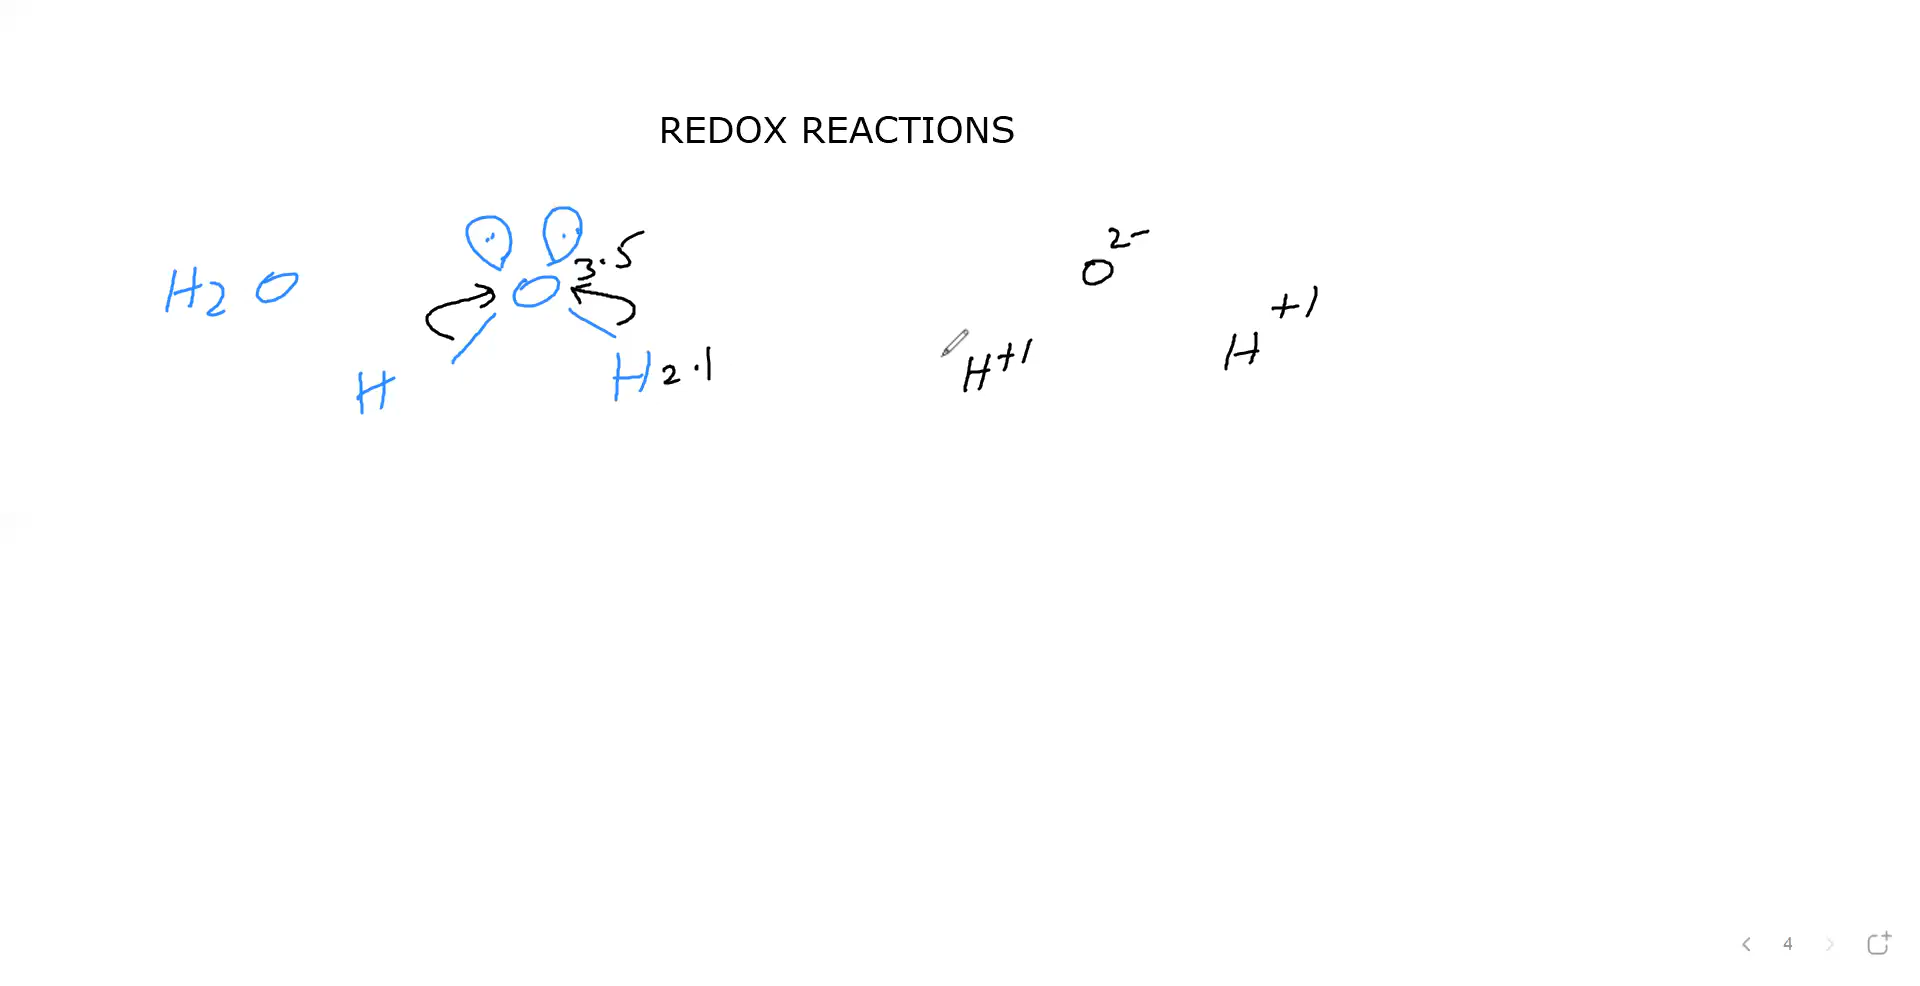 REDOX REACTIONS
H2O
O 3.5
H H 2.1
O2-
H+1 H+1
4